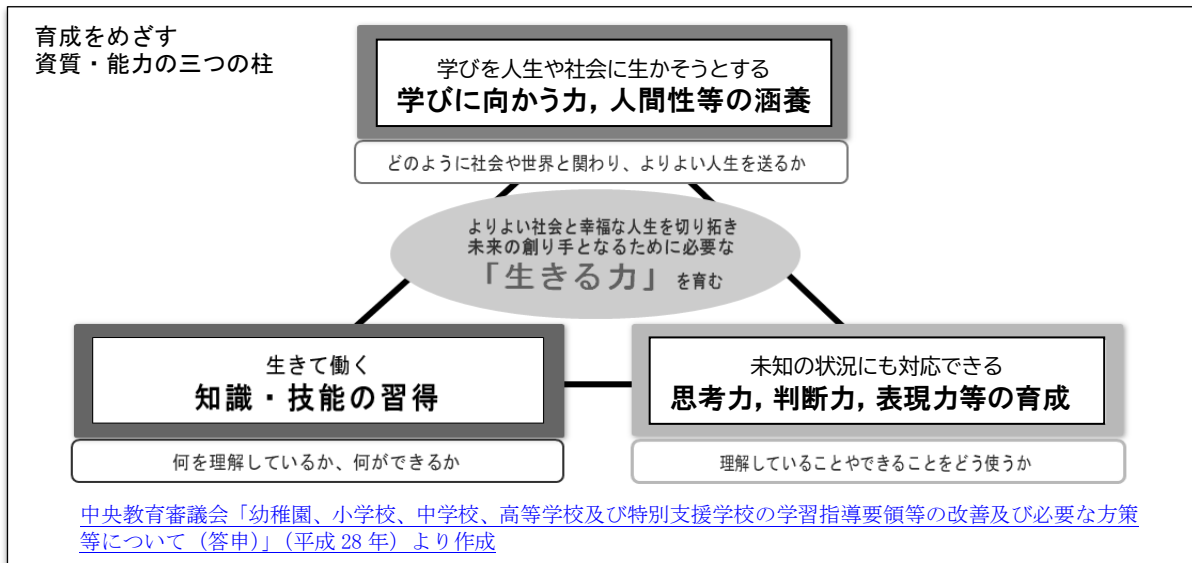 育成をめざす
資質・能力の三つの柱
学びを人生や社会に生かそうとする
学びに向かう力，人間性等の涵養
どのように社会や世界と関わり、よりよい人生を送るか
よりよい社会と幸福な人生を切り拓き
未来の創り手となるために必要な
「生きる力」を育む
生きて働く
知識・技能の習得
何を理解しているか、何ができるか
未知の状況にも対応できる
思考力，判断力，表現力等の育成
理解していることやできることをどう使うか
中央教育審議会「幼稚園、小学校、中学校、高等学校及び特別支援学校の学習指導要領等の改善及び必要な方策
等について（答申）」（平成 28 年）より作成